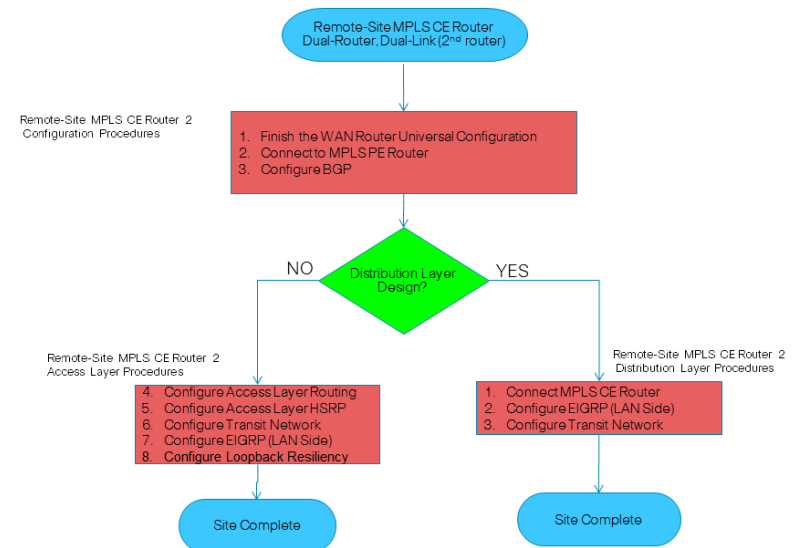 Remote-Site MPLS CE Router
Dual-Router, Dual-Link (2nd router)
Remote-Site MPLS CE Router 2
Configuration Procedures
1. Finish the WAN Router Universal Configuration
2. Connect to MPLS PE Router
3. Configure BGP
NO
Distribution Layer
Design?
YES
Remote-Site MPLS CE Router 2
Access Layer Procedures
Remote-Site MPLS CE Router 2
Distribution Layer Procedures
4. Configure Access Layer Routing
5. Configure Access Layer HSRP
6. Configure Transit Network
7. Configure EIGRP (LAN Side)
8. Configure Loopback Resiliency
1. Connect MPLS CE Router
2. Configure EIGRP (LAN Side)
3. Configure Transit Network
Site Complete
Site Complete